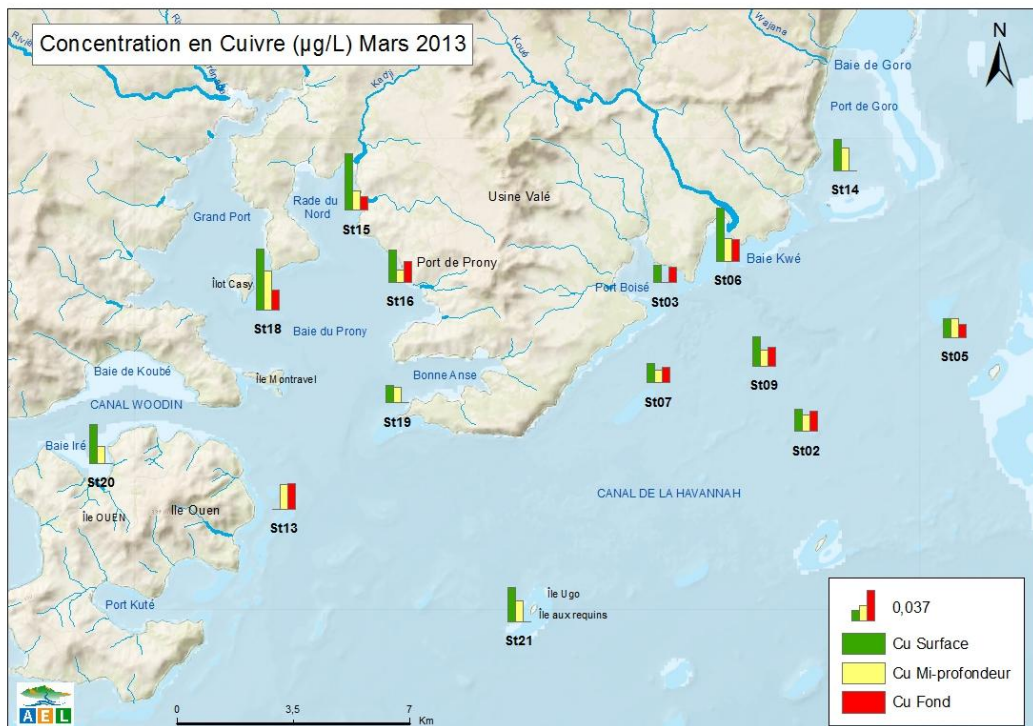 Concentration en Cuivre (µg/L) Mars 2013
N
Kadji
Koué
Wajana
Baie de Goro
Port de Goro
St14
Rade du
Nord
St15
Usine Valé
Grand Port
Port de Prony
St16
Îlot Casy
St18
Baie du Prony
Port Boisé
St03
St06
Baie Kwé
St05
St09
St07
Baie de Koubé
Île Montravel
Bonne Anse
CANAL WOODIN
St19
St02
Baie Iré
St20
Île OUEN
Île Ouen
St13
CANAL DE LA HAVANNAH
Port Kuté
Île Ugo
Île aux requins
St21
0,037
Cu Surface
Cu Mi-profondeur
Cu Fond
AEL
0
3,5
7
Km